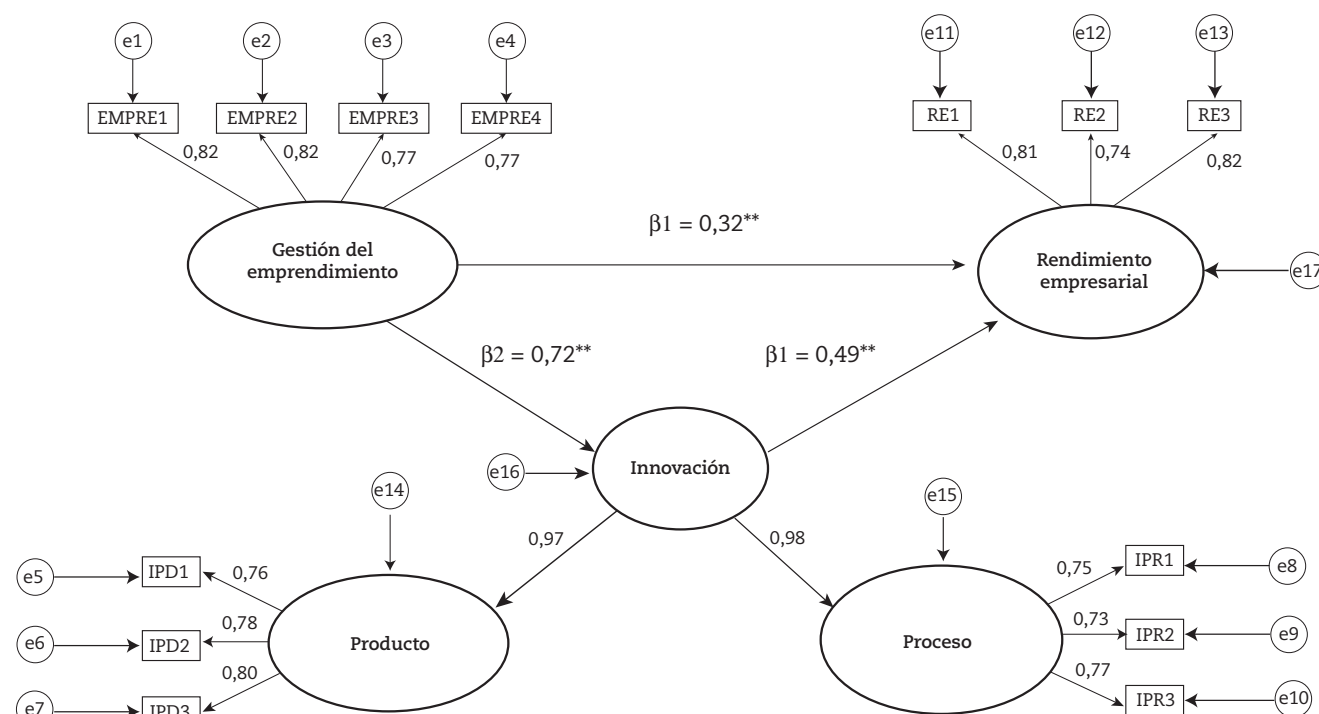 e1
e2
e3
e4
e11
e12
e13
EMPRE1
EMPRE2
EMPRE3
EMPRE4
RE1
RE2
RE3
0,82
0,82
0,77
0,77
0,81
0,74
0,82
β1 = 0,32**
Gestión del
emprendimiento
Rendimiento
empresarial
e17
β2 = 0,72**
β1 = 0,49**
Innovación
e16
e14
e15
0,97
0,98
e5
IPD1
0,76
0,75
IPR1
e8
e6
IPD2
0,78
Producto
Proceso
0,73
IPR2
e9
e7
IPD3
0,80
0,77
IPR3
e10